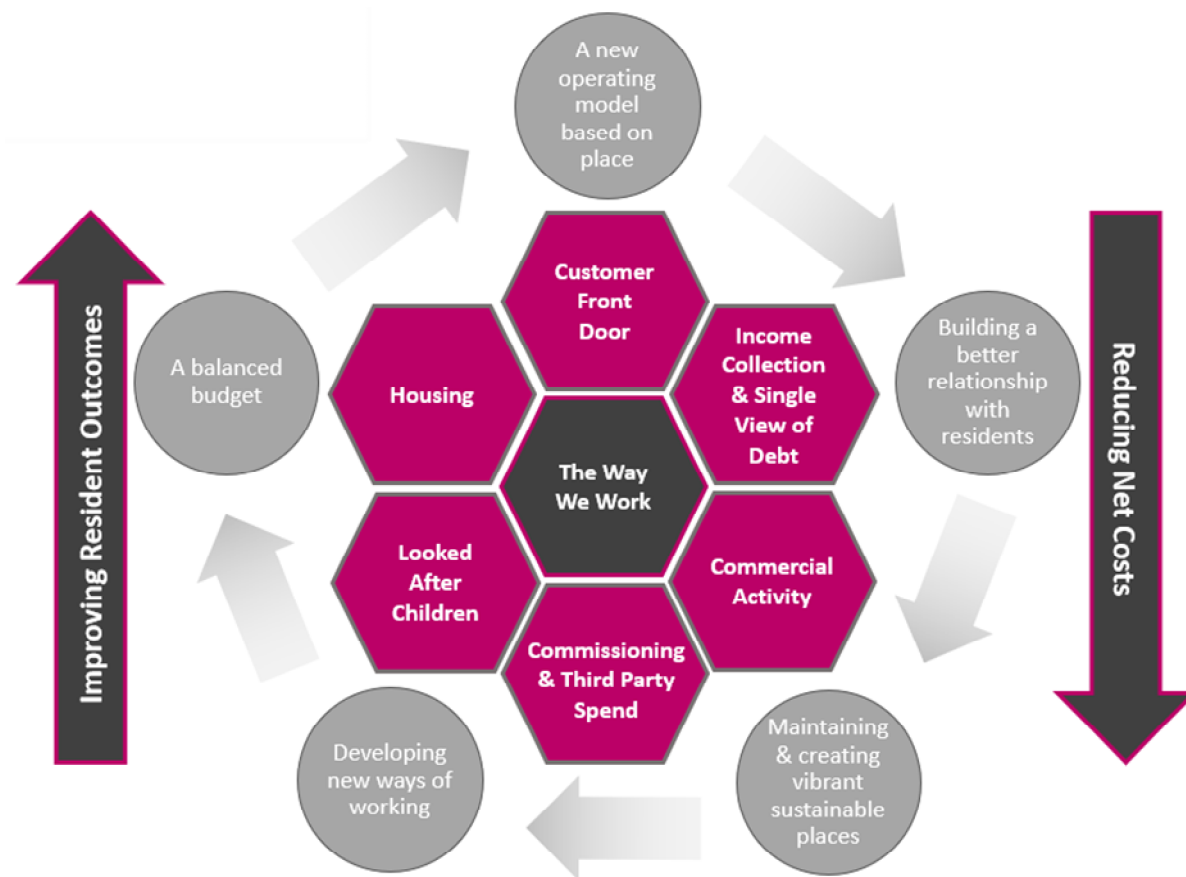 A new
operating
model
based on
place
Improving Resident Outcomes
A balanced
budget
Housing
Customer
Front
Door
Income
Collection
& Single
View of
Debt
Building a
better
relationship
with
residents
Reducing Net Costs
The Way
We Work
Looked
After
Children
Commercial
Activity
Commissioning
& Third Party
Spend
Developing
new ways of
working
Maintaining
& creating
vibrant
sustainable
places